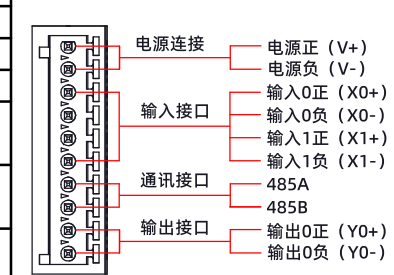 电源连接
电源正（V+）
电源负（V-）
输入接口
输入0正（X0+）
输入0负（X0-）
输入1正（X1+）
输入1负（X1-）
通讯接口
485A
485B
输出接口
输出0正（Y0+）
输出0负（Y0-）